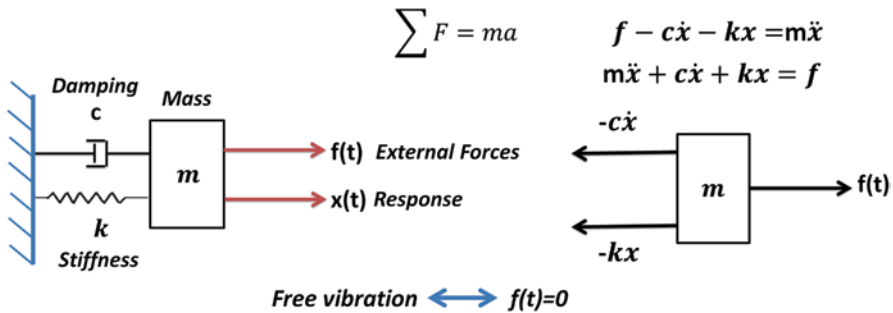 ∑ F = ma
f − cẋ − kx =mẍ
mẍ + cẋ + kx = f
Damping
c
Mass
m
f(t) External Forces
x(t) Response
k
Stiffness
-cẋ
m
f(t)
-kx
Free vibration f(t)=0